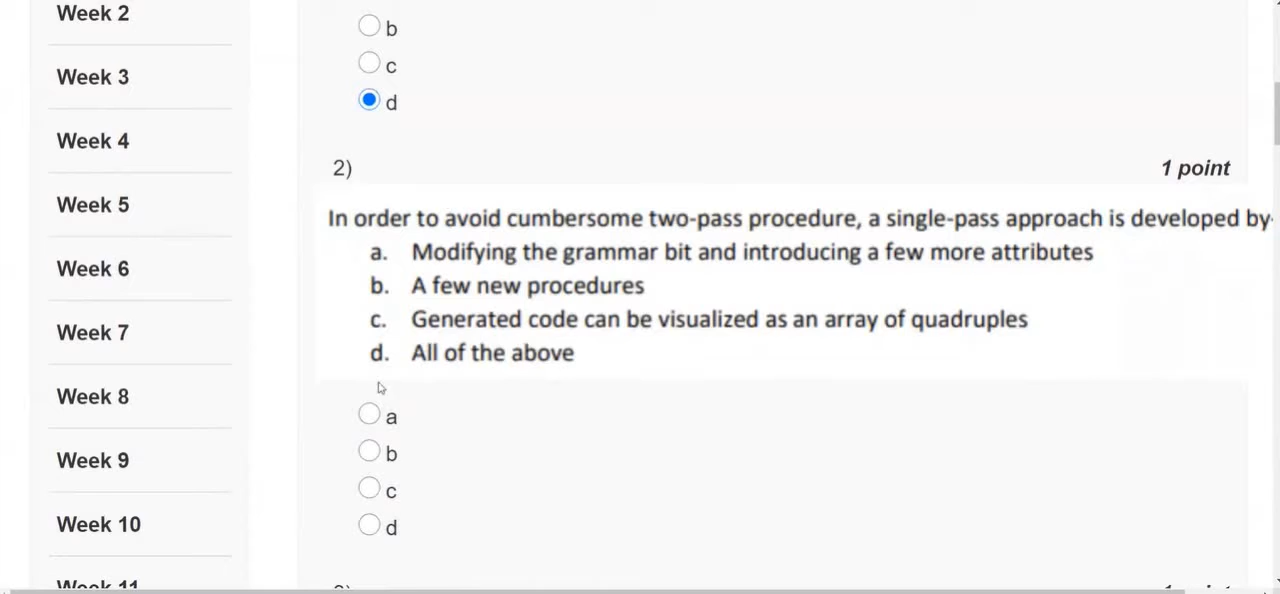 Week 2
Week 3
Week 4
Week 5
Week 6
Week 7
Week 8
Week 9
Week 10
Week 11
b
c
d
2)
1 point
In order to avoid cumbersome two-pass procedure, a single-pass approach is developed by
a. Modifying the grammar bit and introducing a few more attributes
b. A few new procedures
c. Generated code can be visualized as an array of quadruples
d. All of the above
a
b
c
d